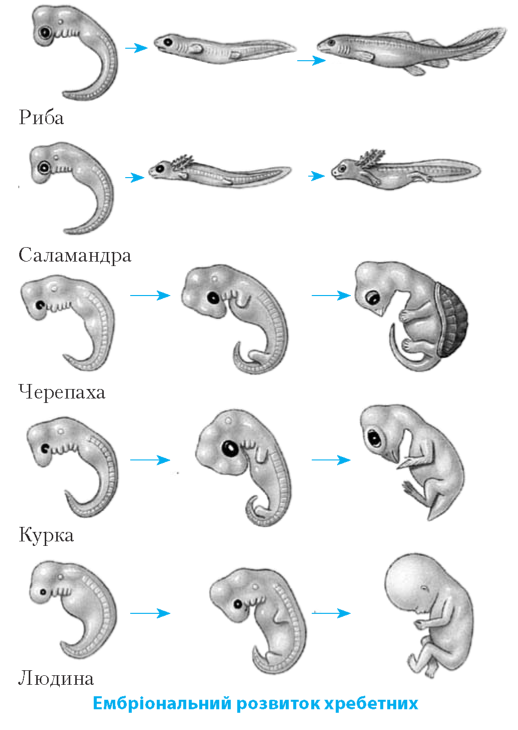 Риба
Саламандра
Черепаха
Курка
Людина
Ембріональний розвиток хребетних